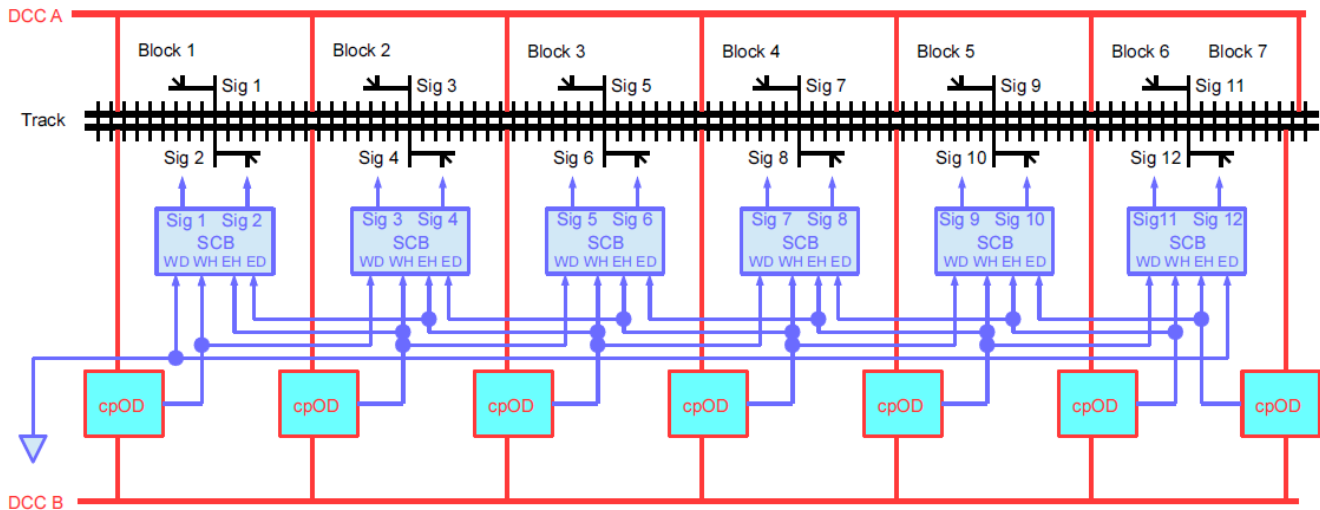 DCC A
Block 1 Block 2 Block 3 Block 4 Block 5 Block 6 Block 7
Sig 1 Sig 3 Sig 5 Sig 7 Sig 9 Sig 11
Track
Sig 2 Sig 4 Sig 6 Sig 8 Sig 10 Sig 12
Sig 1 Sig 2 Sig 3 Sig 4 Sig 5 Sig 6 Sig 7 Sig 8 Sig 9 Sig 10 Sig11 Sig 12
SCB SCB SCB SCB SCB SCB
WD WH EH ED WD WH EH ED WD WH EH ED WD WH EH ED WD WH EH ED WD WH EH ED
cpOD cpOD cpOD cpOD cpOD cpOD cpOD
DCC B